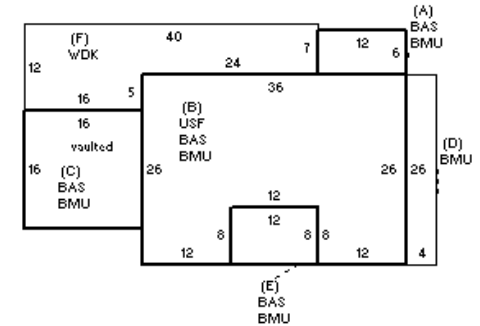 (A)
BAS
BMU
(F)
WDK
40
7
12
6
12
24
5
36
16
16
vaulted
(B)
USF
BAS
BMU
(D)
BMU
16
(C)
BAS
BMU
26
26
26
12
12
8
8
8
12
12
4
(E)
BAS
BMU